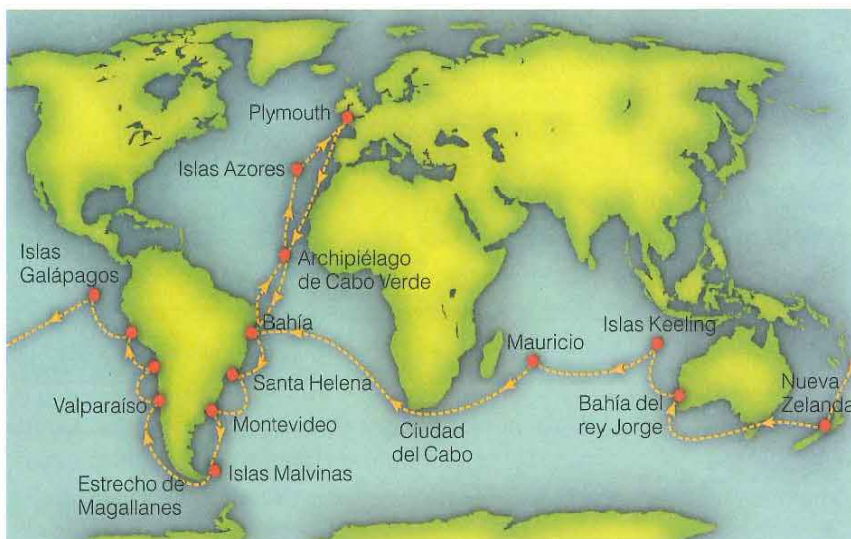 Plymouth
Islas Azores
Islas
Galápagos
Archipiélago
de Cabo Verde
Bahía
Islas Keeling
Mauricio
Santa Helena
Valparaíso
Montevideo
Bahía del
rey Jorge
Nueva
Zelanda
Ciudad
del Cabo
Islas Malvinas
Estrecho de
Magallanes